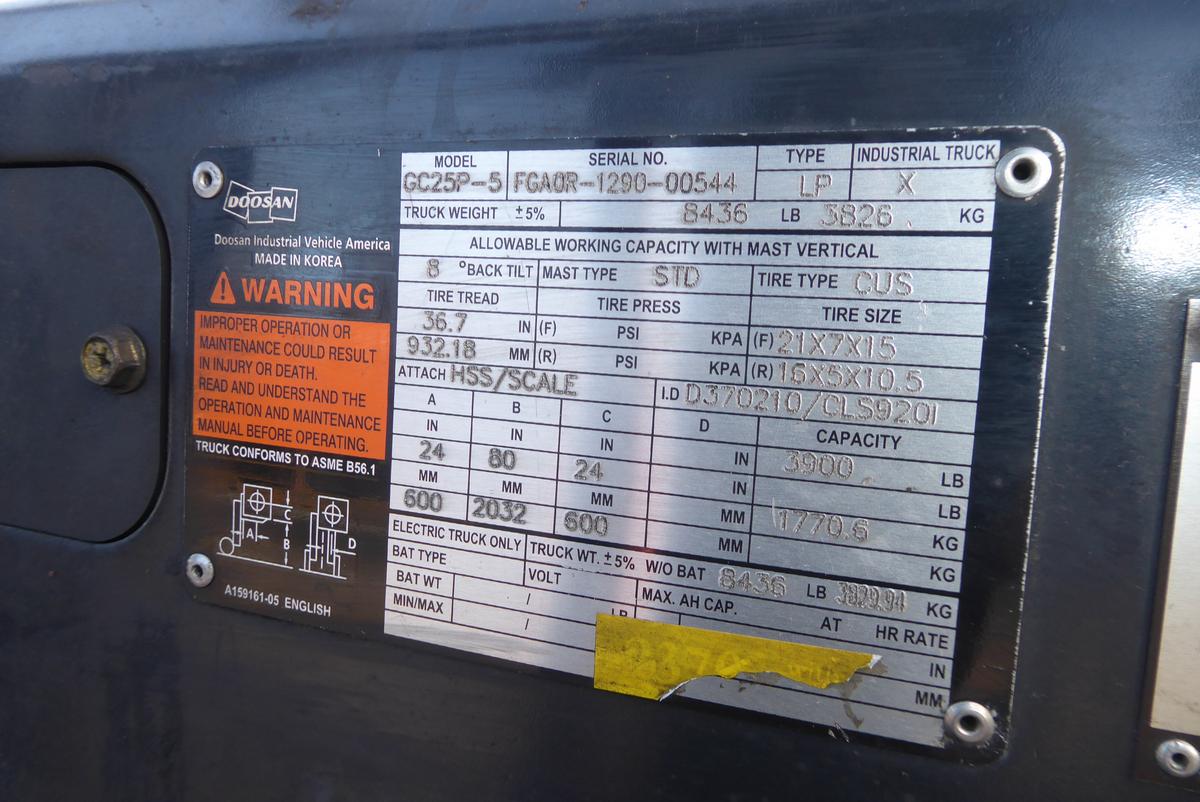 DOOSAN
Doosan Industrial Vehicle America
MADE IN KOREA
WARNING
IMPROPER OPERATION OR
MAINTENANCE COULD RESULT
IN INJURY OR DEATH.
READ AND UNDERSTAND THE
OPERATION AND MAINTENANCE
MANUAL BEFORE OPERATING.
TRUCK CONFORMS TO ASME B56.1
C
A
B
D
A159161-05 ENGLISH
MODEL SERIAL NO. TYPE INDUSTRIAL TRUCK
GC25P-5 FGA0R-1290-00544 LP X
TRUCK WEIGHT ±5% 8436 LB 3826 KG
ALLOWABLE WORKING CAPACITY WITH MAST VERTICAL
8 °BACK TILT MAST TYPE STD TIRE TYPE CUS
TIRE TREAD TIRE PRESS TIRE SIZE
36.7 IN (F) PSI KPA (F) 21X7X15
932.18 MM (R) PSI KPA (R) 16X5X10.5
ATTACH HSS/SCALE I.D D370210/CLS920I
A B C D CAPACITY
IN IN IN IN LB
24 80 24 IN 3900 LB
MM MM MM MM KG
600 2032 600 MM 1770.6 KG
ELECTRIC TRUCK ONLY TRUCK WT. ±5% W/O BAT 8436 LB KG
BAT TYPE VOLT MAX. AH CAP. AT HR RATE
BAT WT / LB IN
MIN/MAX / MM